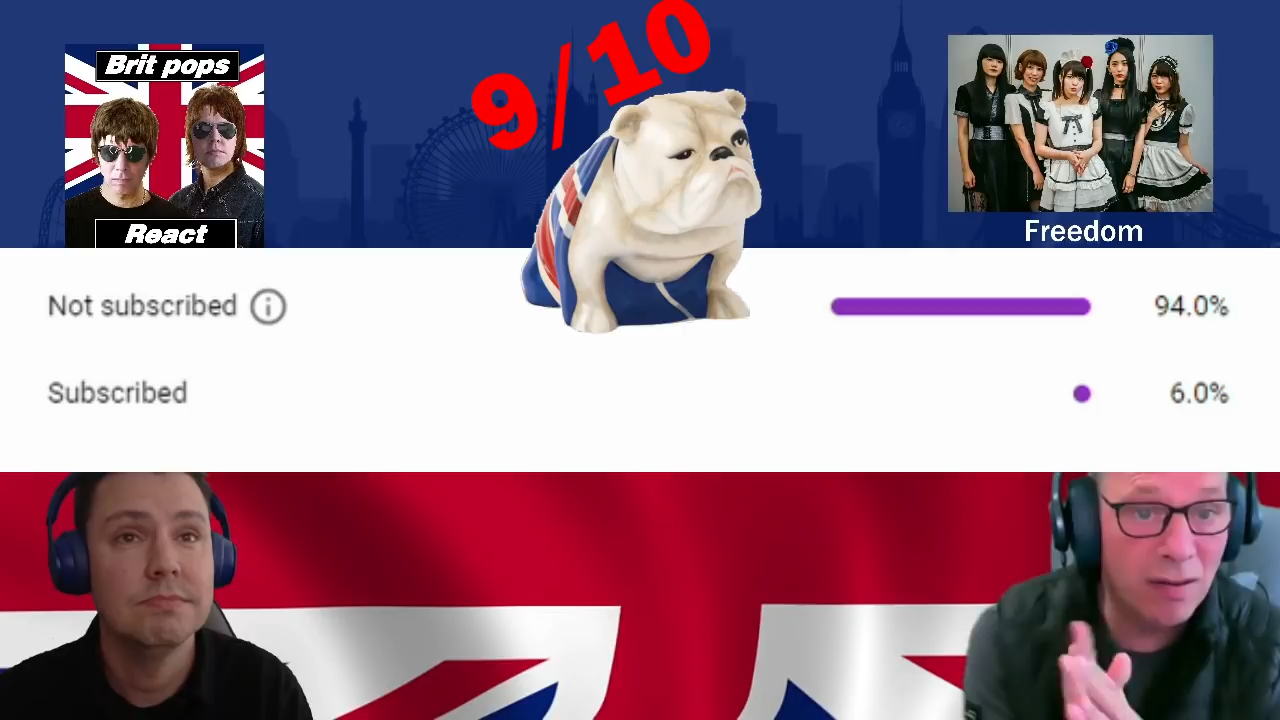 Brit pops
React
9/10
Freedom
Not subscribed
94.0%
Subscribed
6.0%